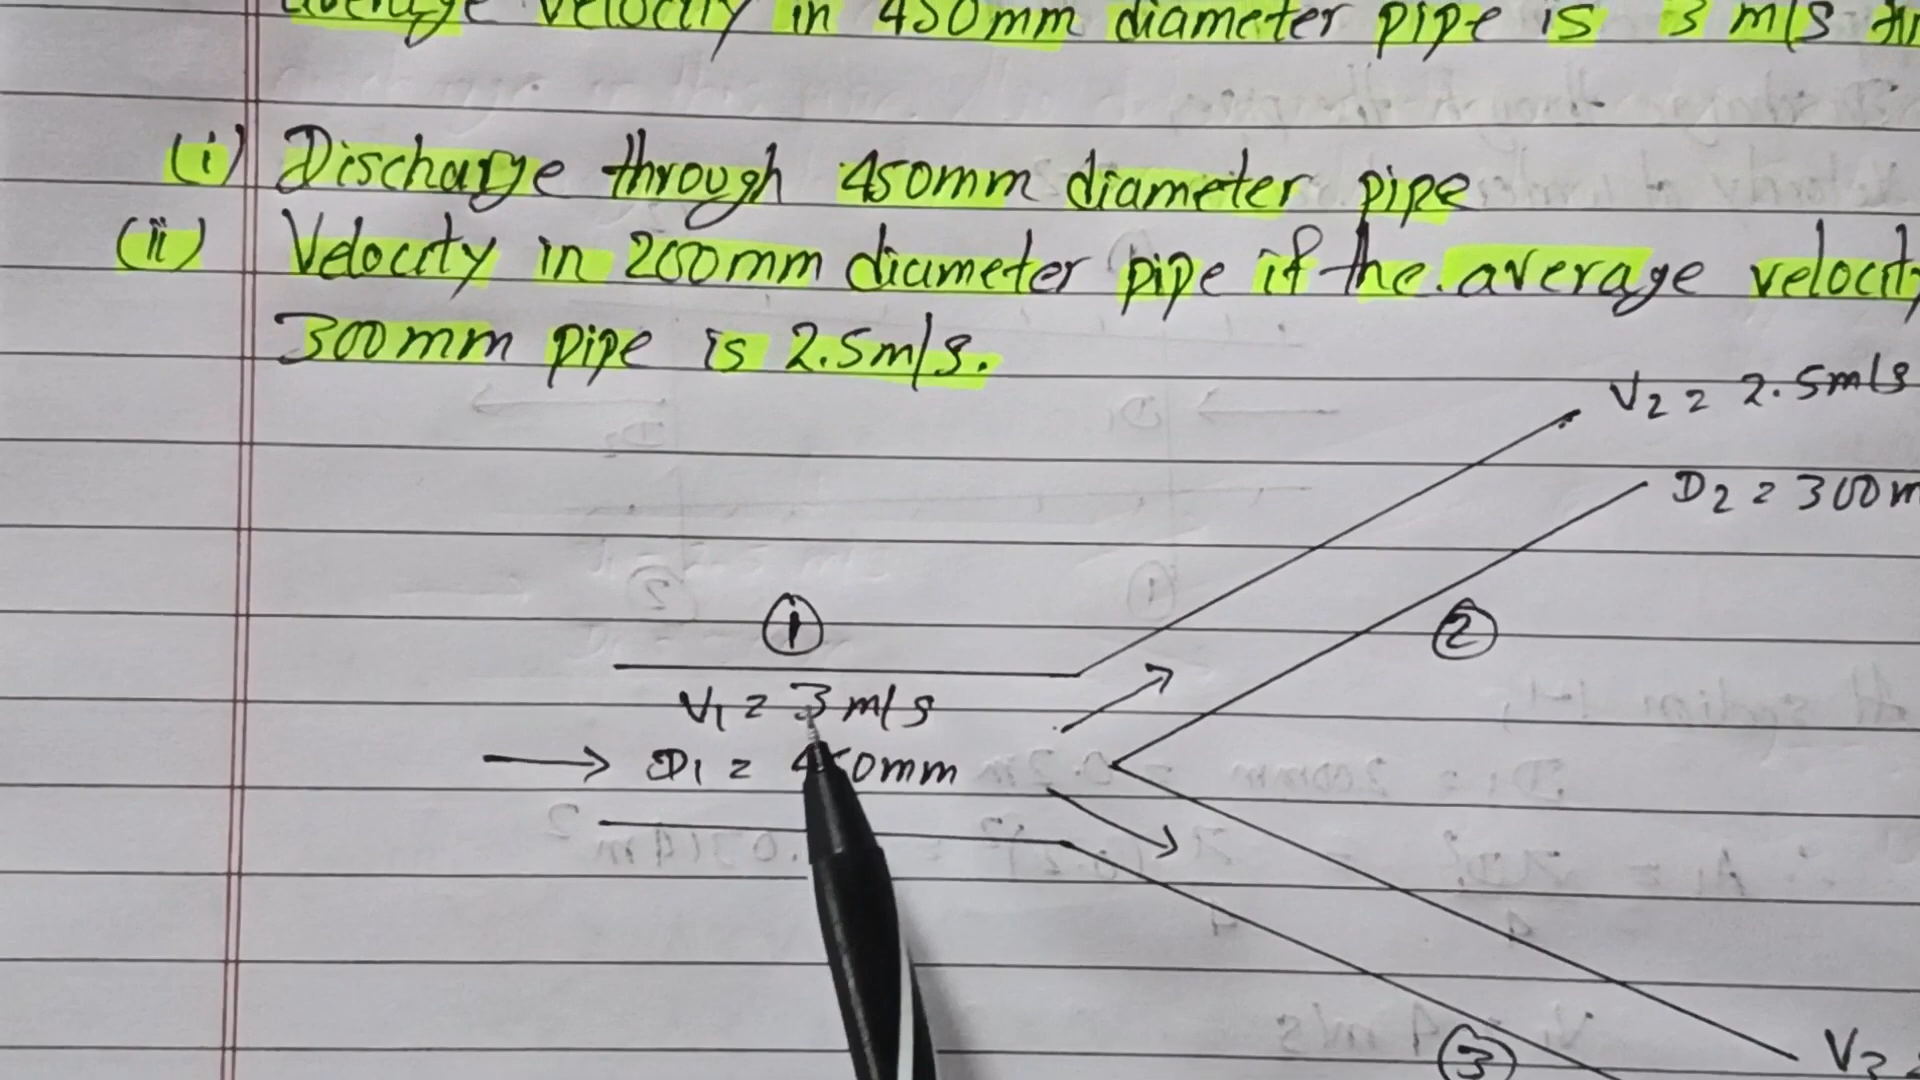 average velocity in 450mm diameter pipe is 3 m/s
(i) Discharge through 450mm diameter pipe
(ii) Velocity in 200mm diameter pipe if the average velocity
300mm pipe is 2.5m/s.
V2 = 2.5m/s
D2 = 300m
1
2
V1 = 3 m/s
D1 = 450mm
3